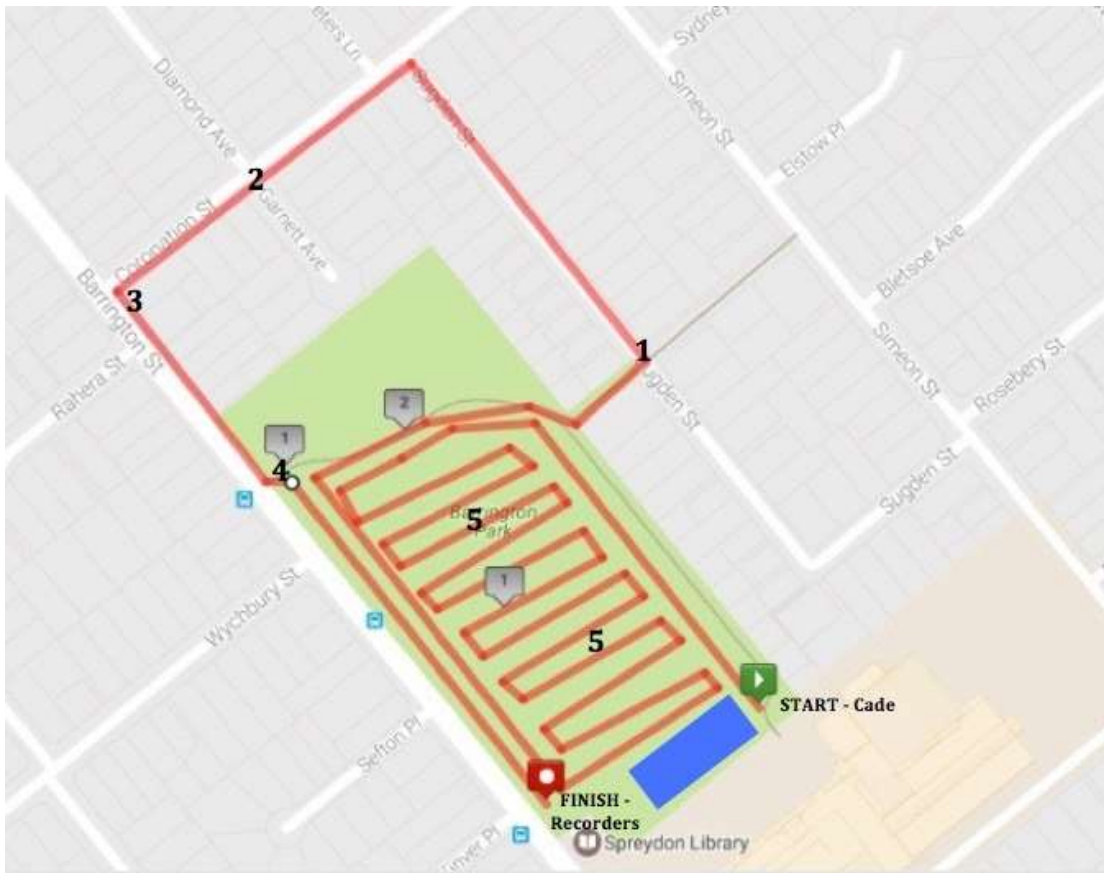 Sydney
Simeon St
Diamond Ave
Sugden St
Elstow Pl
2
Garnett Ave
Coronation St
Bletsoe Ave
3
Barrington St
Simeon St
Rosebery St
1
Rahera St
Sugden St
2
1
4
Sugden St
5
Barrington
Park
1
Wychbury St
5
START - Cade
Sefton Pl
FINISH -
Recorders
Spreydon Library